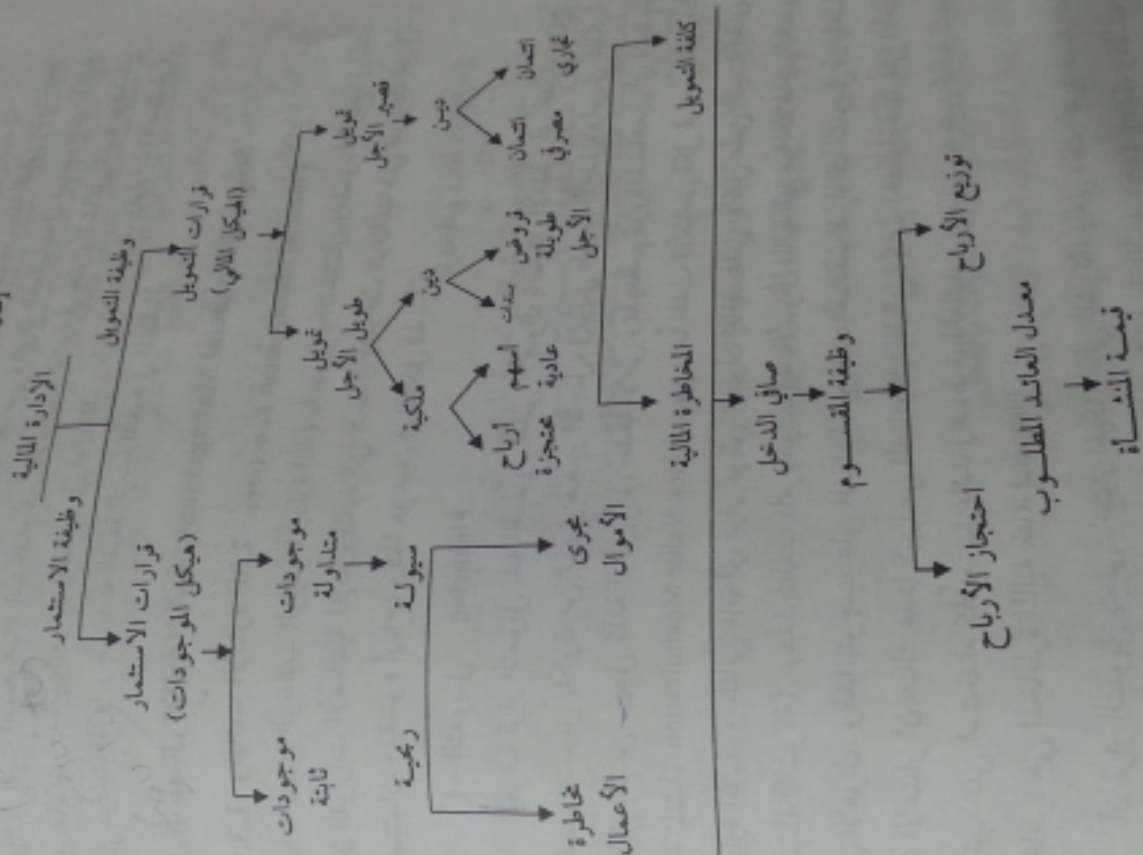 الإدارة المالية
وظيفة الاستثمار
وظيفة التمويل
قرارات الاستثمار
(هيكل الموجودات)
قرارات التمويل
(الهيكل المالي)
موجودات
ثابتة
موجودات
متداولة
تمويل
طويل الأجل
تمويل
قصير الأجل
ملكية
دين
دين
ارباح
محتجزة
أسهم
عادية
سندات
قروض
طويلة
الأجل
ائتمان
مصرفي
ائتمان
تجاري
ربحية
سيولة
مخاطرة
الأعمال
مجرى
الأموال
المخاطرة المالية
كلفة التمويل
صافي الدخل
وظيفة المقسوم
احتجاز الأرباح
توزيع الأرباح
معدل العائد المطلوب
قيمة المنشأة